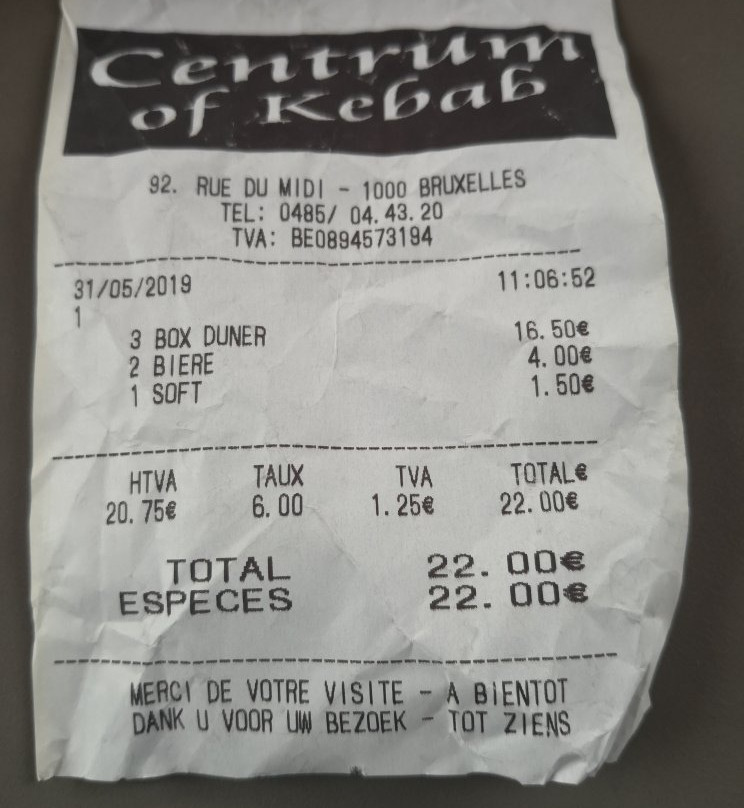 Centrum
of Kebab
92. RUE DU MIDI - 1000 BRUXELLES
TEL: 0485/ 04.43.20
TVA: BE0894573194
31/05/2019 11:06:52
1
3 BOX DUNER 16.50€
2 BIERE 4.00€
1 SOFT 1.50€
HTVA TAUX TVA TOTAL€
20.75€ 6.00 1.25€ 22.00€
TOTAL 22.00€
ESPECES 22.00€
MERCI DE VOTRE VISITE - A BIENTOT
DANK U VOOR UW BEZOEK - TOT ZIENS